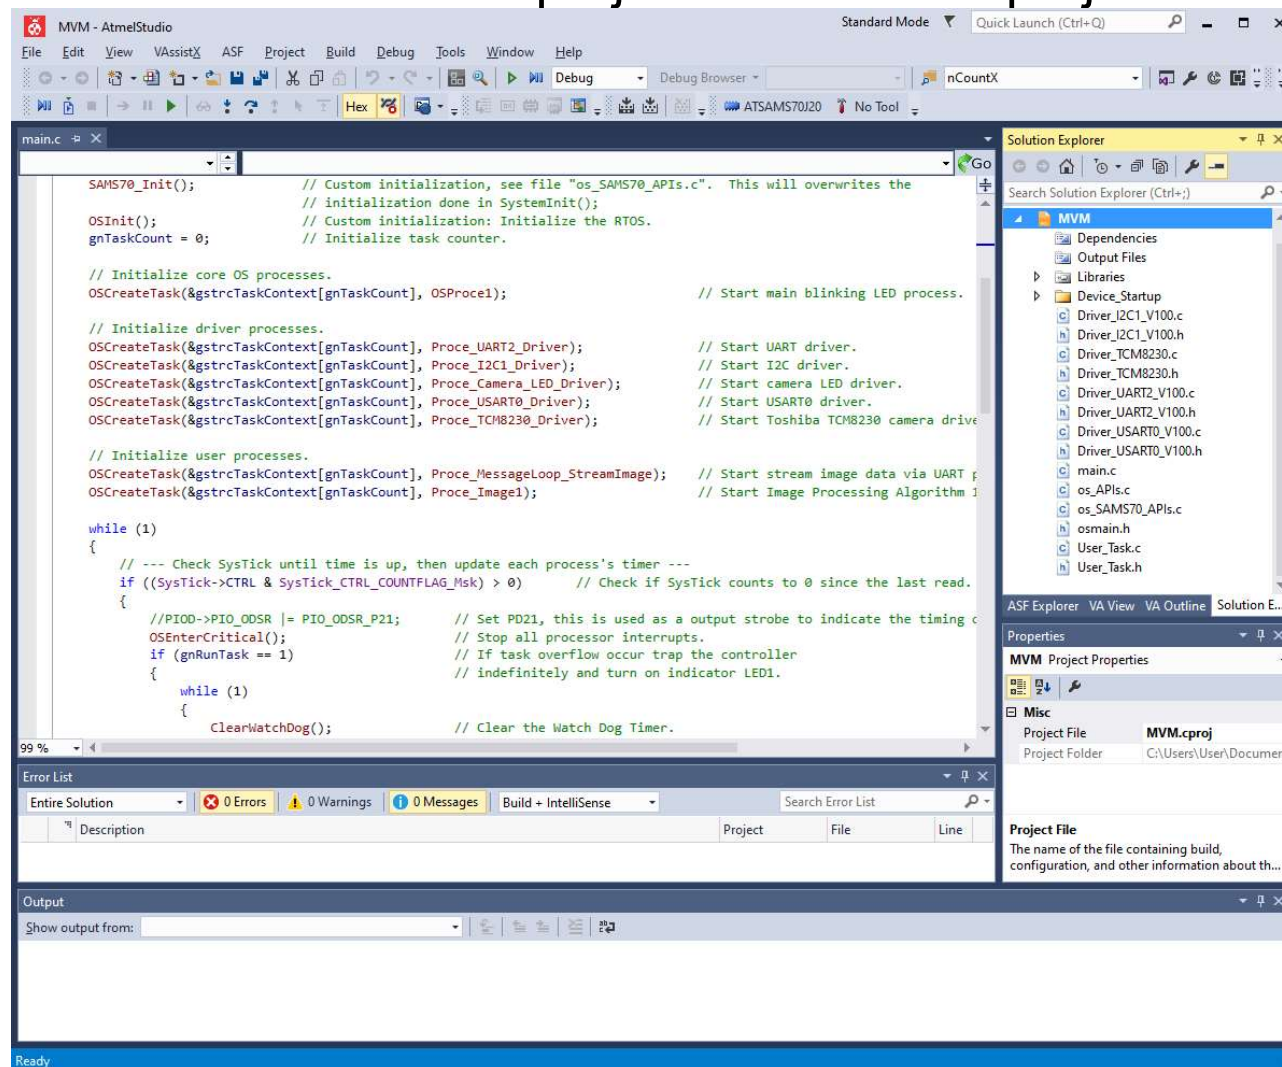 MVM - AtmelStudio
Standard Mode
Quick Launch (Ctrl+Q)
File Edit View VAssistX ASF Project Build Debug Tools Window Help
Debug
Debug Browser
nCountX
Hex
ATSAMS70J20
No Tool
main.c
Go
SAMS70_Init(); // Custom initialization, see file "os_SAMS70_APIs.c". This will overwrites the
// initialization done in SystemInit();
OSInit(); // Custom initialization: Initialize the RTOS.
gnTaskCount = 0; // Initialize task counter.
// Initialize core OS processes.
OSCreateTask(&gstrcTaskContext[gnTaskCount], OSProce1); // Start main blinking LED process.
// Initialize driver processes.
OSCreateTask(&gstrcTaskContext[gnTaskCount], Proce_UART2_Driver); // Start UART driver.
OSCreateTask(&gstrcTaskContext[gnTaskCount], Proce_I2C1_Driver); // Start I2C driver.
OSCreateTask(&gstrcTaskContext[gnTaskCount], Proce_Camera_LED_Driver); // Start camera LED driver.
OSCreateTask(&gstrcTaskContext[gnTaskCount], Proce_USART0_Driver); // Start USART0 driver.
OSCreateTask(&gstrcTaskContext[gnTaskCount], Proce_TCM8230_Driver); // Start Toshiba TCM8230 camera drive
// Initialize user processes.
OSCreateTask(&gstrcTaskContext[gnTaskCount], Proce_MessageLoop_StreamImage); // Start stream image data via UART p
OSCreateTask(&gstrcTaskContext[gnTaskCount], Proce_Image1); // Start Image Processing Algorithm 1
while (1)
{
// --- Check SysTick until time is up, then update each process's timer ---
if ((SysTick->CTRL & SysTick_CTRL_COUNTFLAG_Msk) > 0) // Check if SysTick counts to 0 since the last read.
{
//PIOD->PIO_ODSR |= PIO_ODSR_P21; // Set PD21, this is used as a output strobe to indicate the timing
OSEnterCritical(); // Stop all processor interrupts.
if (gnRunTask == 1) // If task overflow occur trap the controller
{ // indefinitely and turn on indicator LED1.
while (1)
{
ClearWatchDog(); // Clear the Watch Dog Timer.
99 %
Solution Explorer
Search Solution Explorer (Ctrl+;)
MVM
Dependencies
Output Files
Libraries
Device_Startup
Driver_I2C1_V100.c
Driver_I2C1_V100.h
Driver_TCM8230.c
Driver_TCM8230.h
Driver_UART2_V100.c
Driver_UART2_V100.h
Driver_USART0_V100.c
Driver_USART0_V100.h
main.c
os_APIs.c
os_SAMS70_APIs.c
osmain.h
User_Task.c
User_Task.h
ASF Explorer VA View VA Outline Solution E...
Properties
MVM Project Properties
Misc
Project File MVM.cproj
Project Folder C:\Users\User\Documen
Project File
The name of the file containing build,
configuration, and other information about th...
Error List
Entire Solution 0 Errors 0 Warnings 0 Messages Build + IntelliSense Search Error List
Description Project File Line
Output
Show output from:
Ready